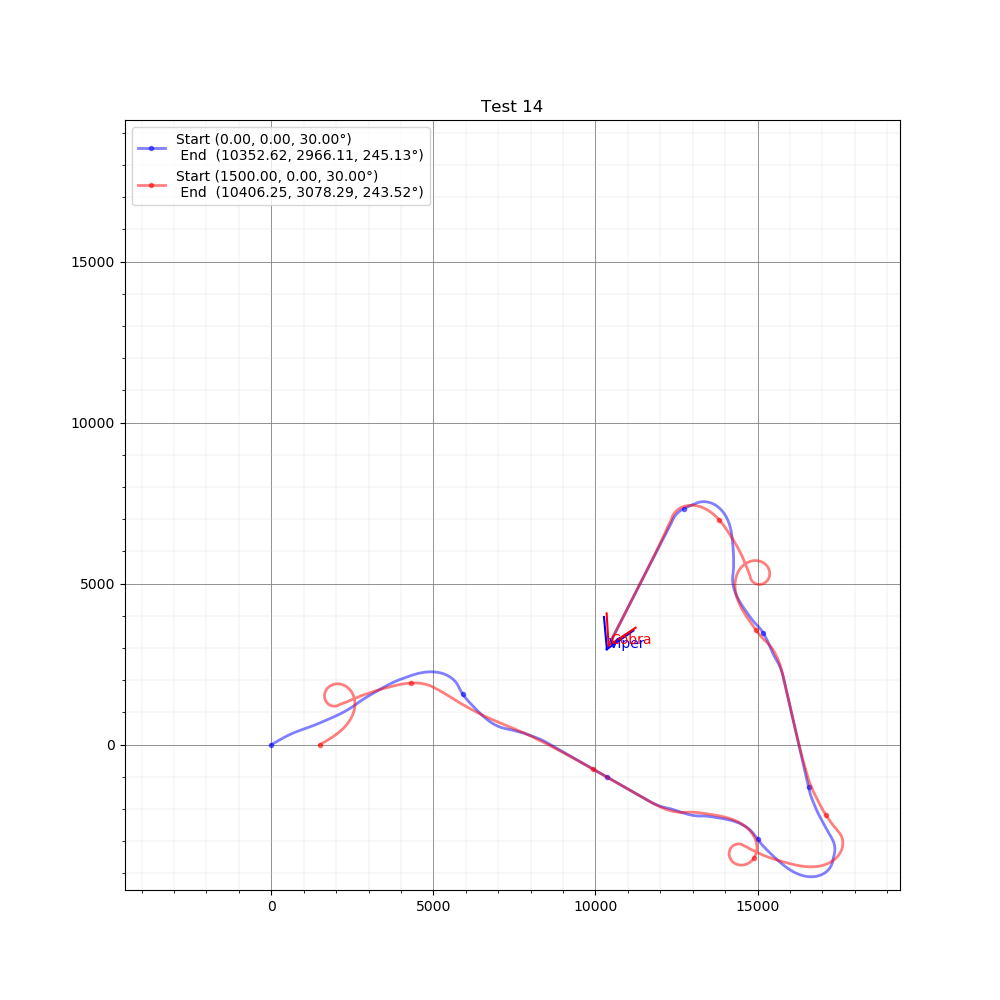 Test 14
Start (0.00, 0.00, 30.00°)
End (10352.62, 2966.11, 245.13°)
Start (1500.00, 0.00, 30.00°)
End (10406.25, 3078.29, 243.52°)
15000
10000
5000
0
Cobra
Viper
0
5000
10000
15000